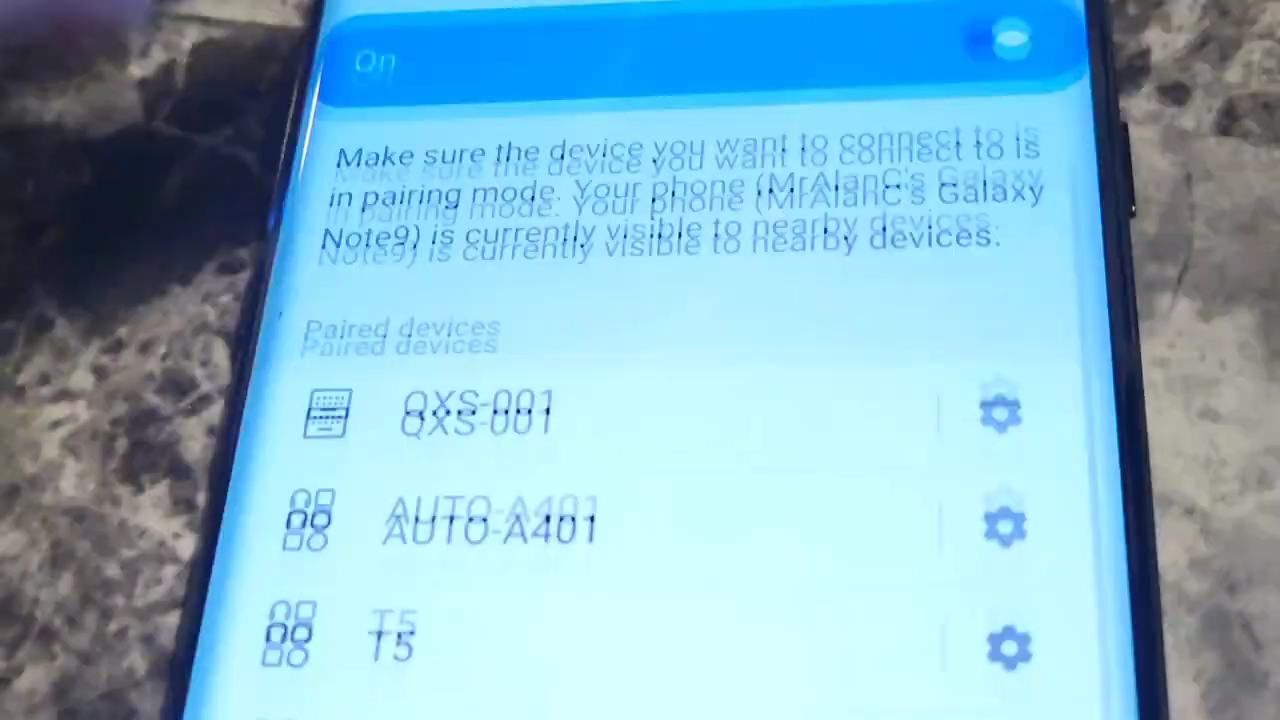 On
Make sure the device you want to connect to is
in pairing mode. Your phone (MrAlanC's Galaxy
Note9) is currently visible to nearby devices.
Paired devices
QXS-001
AUTO-A401
T5